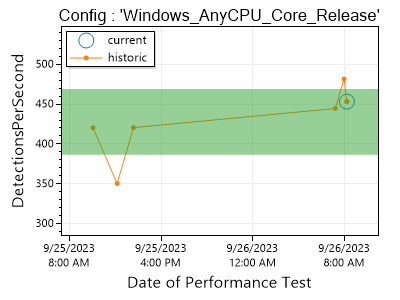 Config : 'Windows_AnyCPU_Core_Release'
current
historic
500
450
400
350
300
DetectionsPerSecond
9/25/2023 9/25/2023 9/26/2023 9/26/2023
8:00 AM 4:00 PM 12:00 AM 8:00 AM
Date of Performance Test